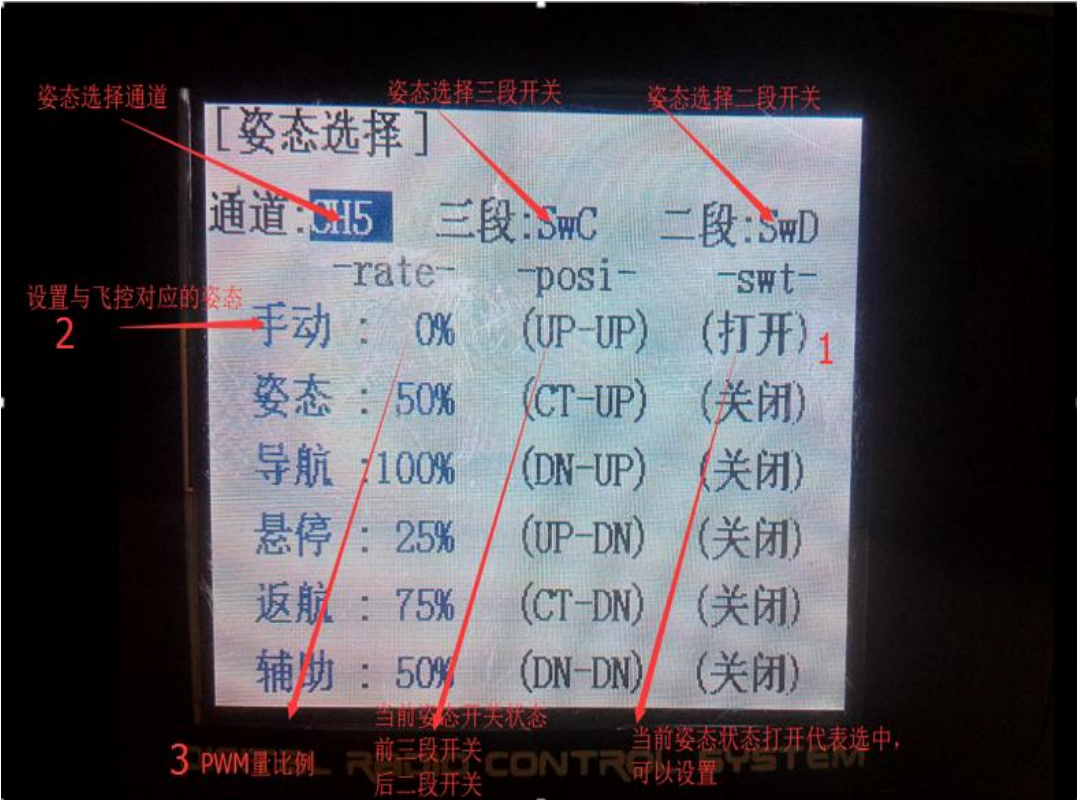 姿态选择通道
姿态选择三段开关
姿态选择二段开关
[姿态选择]
通道:CH5 三段:SwC 二段:SwD
-rate- -posi- -swt-
设置与飞控对应的姿态
2
手动 : 0% (UP-UP) (打开) 1
姿态 : 50% (CT-UP) (关闭)
导航 :100% (DN-UP) (关闭)
悬停 : 25% (UP-DN) (关闭)
返航 : 75% (CT-DN) (关闭)
辅助 : 50% (DN-DN) (关闭)
当前姿态开关状态
前三段开关
后二段开关
当前姿态状态打开代表选中,
可以设置
3 PWM量比例
RADIO CONTROL SYSTEM